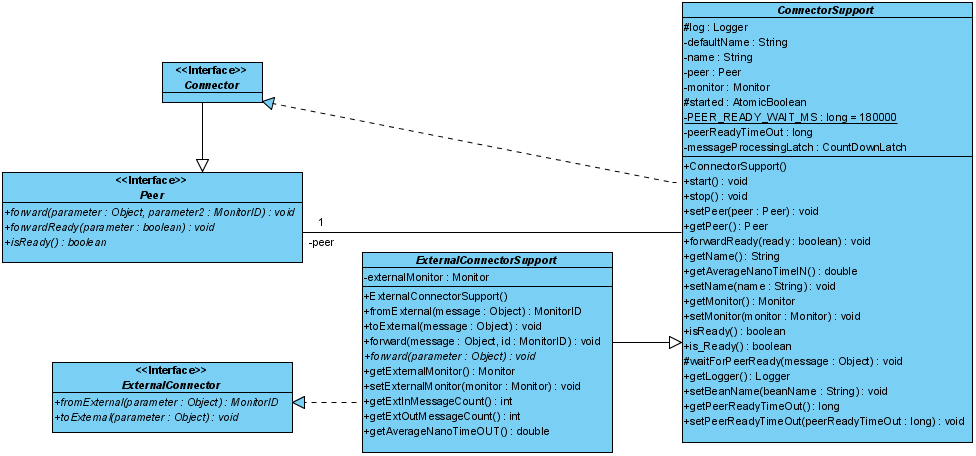 <<Interface>>
Connector
<<Interface>>
Peer
+forward(parameter : Object, parameter2 : MonitorID) : void
+forwardReady(parameter : boolean) : void
+isReady() : boolean
1
-peer
ConnectorSupport
#log : Logger
-defaultName : String
-name : String
-peer : Peer
-monitor : Monitor
#started : AtomicBoolean
-PEER_READY_WAIT_MS : long = 180000
-peerReadyTimeOut : long
-messageProcessingLatch : CountDownLatch
+ConnectorSupport()
+start() : void
+stop() : void
+setPeer(peer : Peer) : void
+getPeer() : Peer
+forwardReady(ready : boolean) : void
+getName() : String
+getAverageNanoTimeIN() : double
+setName(name : String) : void
+getMonitor() : Monitor
+setMonitor(monitor : Monitor) : void
+isReady() : boolean
+is_Ready() : boolean
#waitForPeerReady(message : Object) : void
+getLogger() : Logger
+setBeanName(beanName : String) : void
+getPeerReadyTimeOut() : long
+setPeerReadyTimeOut(peerReadyTimeOut : long) : void
ExternalConnectorSupport
-externalMonitor : Monitor
+ExternalConnectorSupport()
+fromExternal(message : Object) : MonitorID
+toExternal(message : Object) : void
+forward(message : Object, id : MonitorID) : void
+forward(parameter : Object) : void
+getExternalMonitor() : Monitor
+setExternalMonitor(monitor : Monitor) : void
+getExtInMessageCount() : int
+getExtOutMessageCount() : int
+getAverageNanoTimeOUT() : double
<<Interface>>
ExternalConnector
+fromExternal(parameter : Object) : MonitorID
+toExternal(parameter : Object) : void